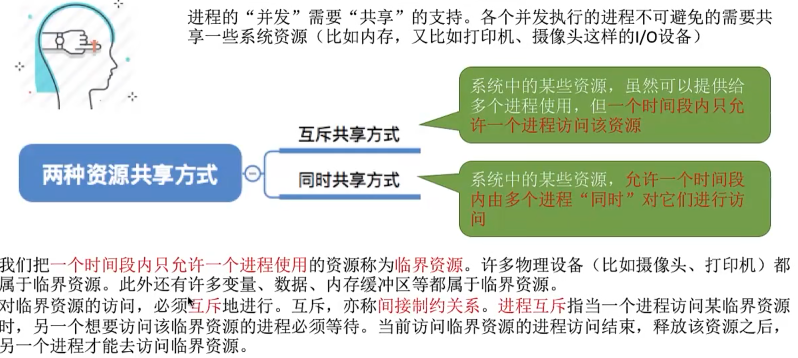 进程的“并发”需要“共享”的支持。各个并发执行的进程不可避免的需要共
享一些系统资源（比如内存，又比如打印机、摄像头这样的I/O设备）
系统中的某些资源，虽然可以提供给
多个进程使用，但一个时间段内只允
许一个进程访问该资源
互斥共享方式
两种资源共享方式
同时共享方式
系统中的某些资源，允许一个时间段
内由多个进程“同时”对它们进行访
问
我们把一个时间段内只允许一个进程使用的资源称为临界资源。许多物理设备（比如摄像头、打印机）都
属于临界资源。此外还有许多变量、数据、内存缓冲区等都属于临界资源。
对临界资源的访问，必须互斥地进行。互斥，亦称间接制约关系。进程互斥指当一个进程访问某临界资源
时，另一个想要访问该临界资源的进程必须等待。当前访问临界资源的进程访问结束，释放该资源之后，
另一个进程才能去访问临界资源。